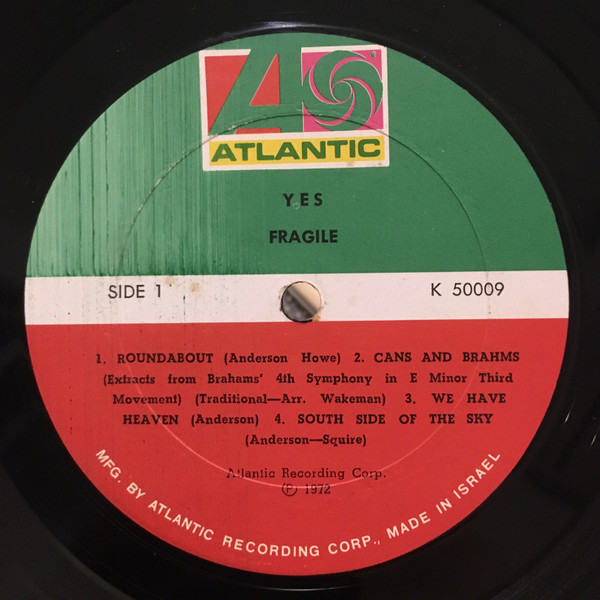 ATLANTIC
YES
FRAGILE
SIDE 1
K 50009
1. ROUNDABOUT (Anderson Howe) 2. CANS AND BRAHMS
(Extracts from Brahams' 4th Symphony in E Minor Third
Movement) (Traditional—Arr. Wakeman) 3. WE HAVE
HEAVEN (Anderson) 4. SOUTH SIDE OF THE SKY
(Anderson—Squire)
Atlantic Recording Corp.
Ⓟ 1972
MFG. BY ATLANTIC RECORDING CORP., MADE IN ISRAEL